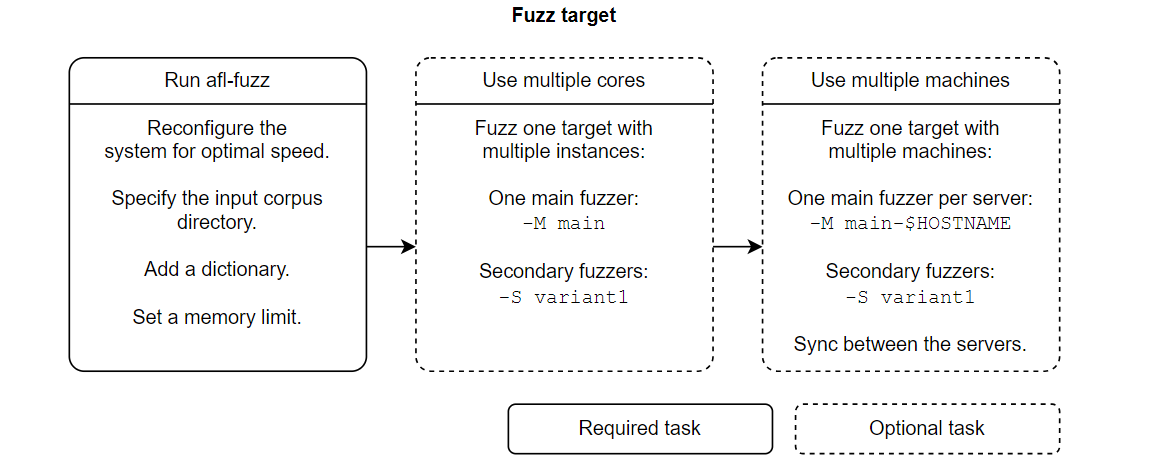 Fuzz target
Run afl-fuzz
Reconfigure the
system for optimal speed.
Specify the input corpus
directory.
Add a dictionary.
Set a memory limit.
Use multiple cores
Fuzz one target with
multiple instances:
One main fuzzer:
-M main
Secondary fuzzers:
-S variant1
Use multiple machines
Fuzz one target with
multiple machines:
One main fuzzer per server:
-M main-$HOSTNAME
Secondary fuzzers:
-S variant1
Sync between the servers.
Required task
Optional task